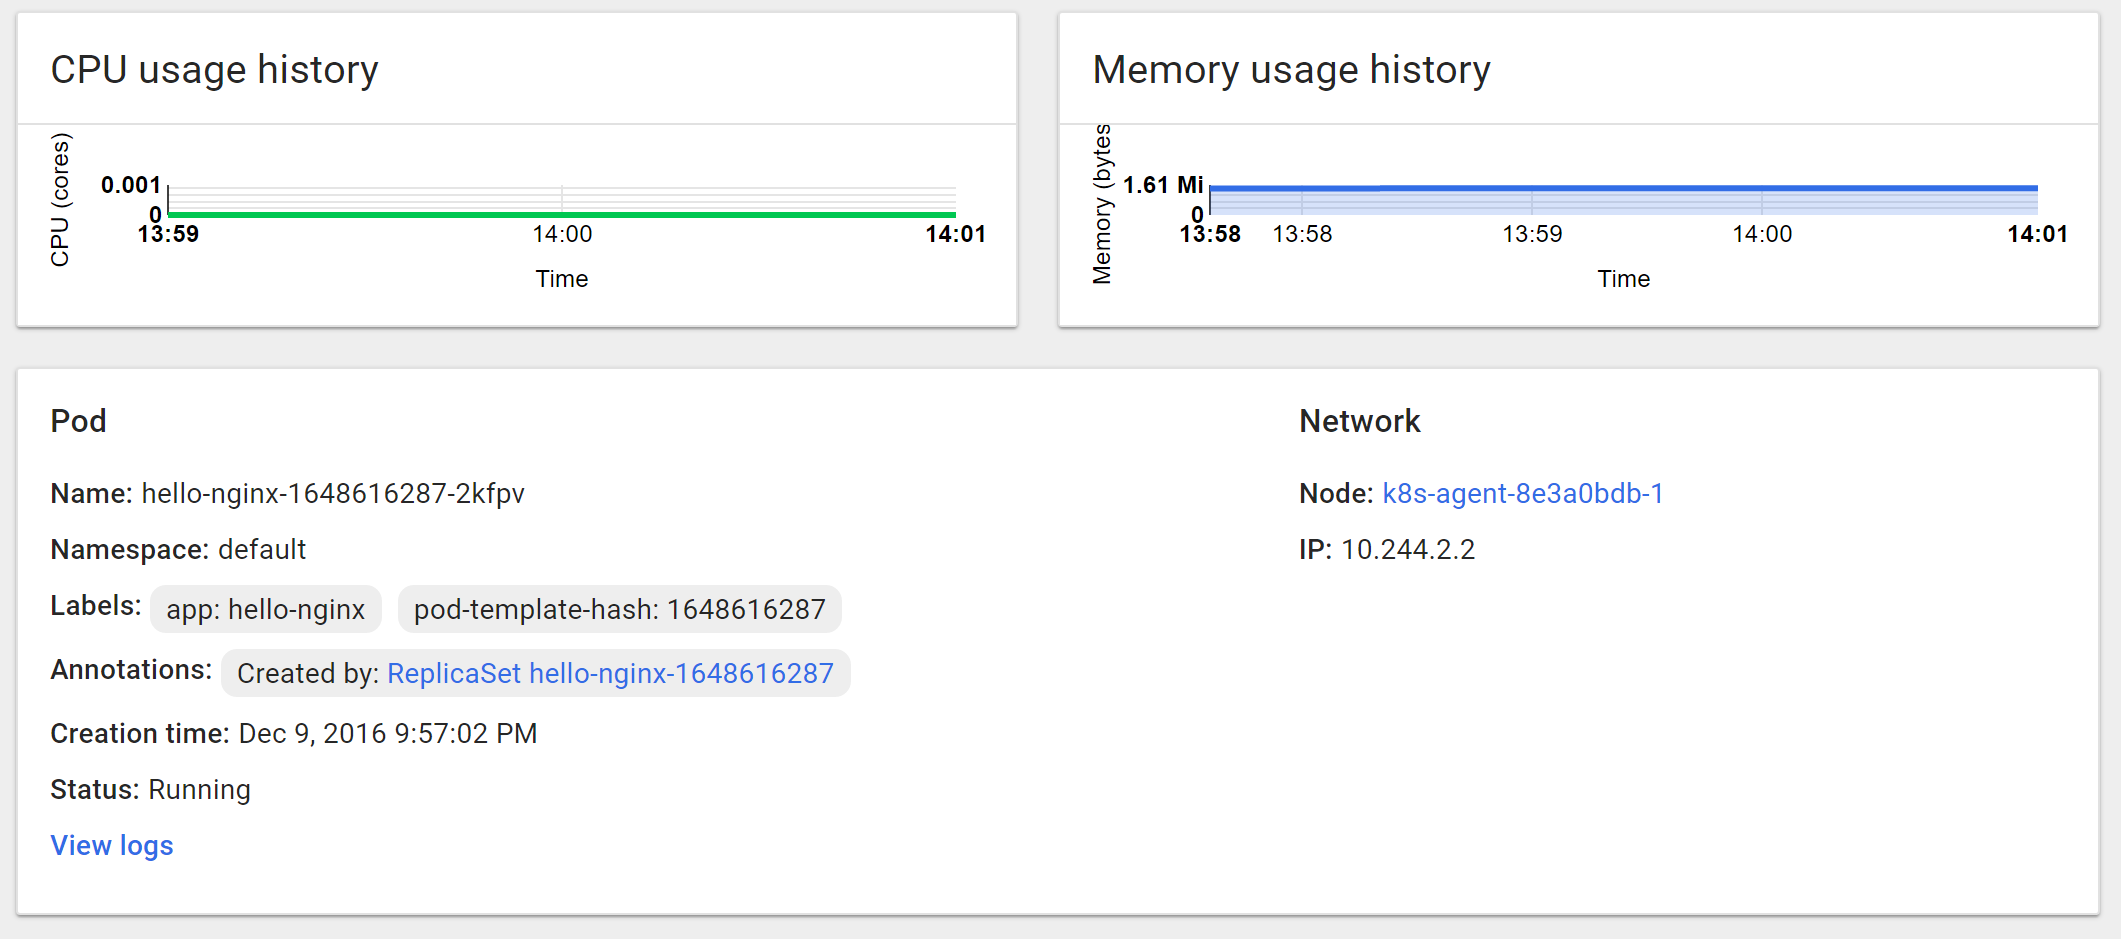 CPU usage history
CPU (cores)
0.001
0
13:59
14:00
14:01
Time
Memory usage history
Memory (bytes
1.61 Mi
0
13:58
13:58
13:59
14:00
14:01
Time
Pod
Name: hello-nginx-1648616287-2kfpv
Namespace: default
Labels: app: hello-nginx pod-template-hash: 1648616287
Annotations: Created by: ReplicaSet hello-nginx-1648616287
Creation time: Dec 9, 2016 9:57:02 PM
Status: Running
View logs
Network
Node: k8s-agent-8e3a0bdb-1
IP: 10.244.2.2